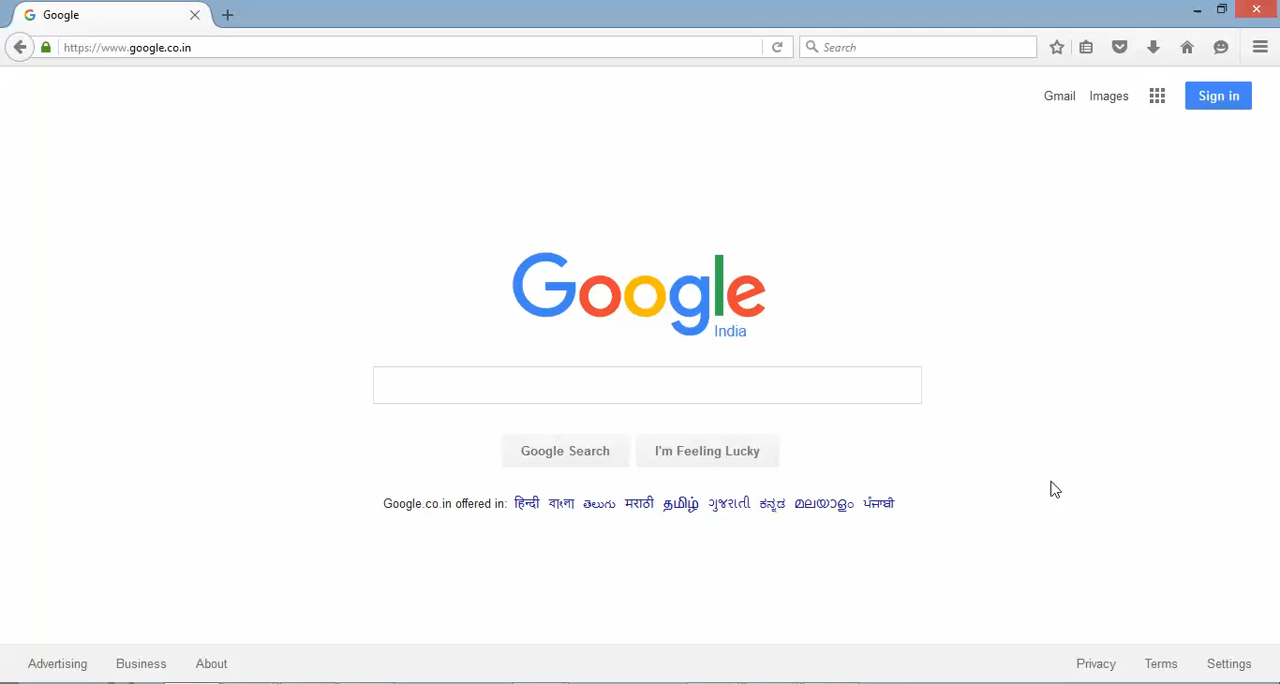 Google
https://www.google.co.in
Search
Gmail Images Sign in
Google
India
Google Search I'm Feeling Lucky
Google.co.in offered in: हिन्दी বাংলা తెలుగు मराठी தமிழ் ગુજરાતી ಕನ್ನಡ മലയാളം ਪੰਜਾਬੀ
Advertising Business About Privacy Terms Settings